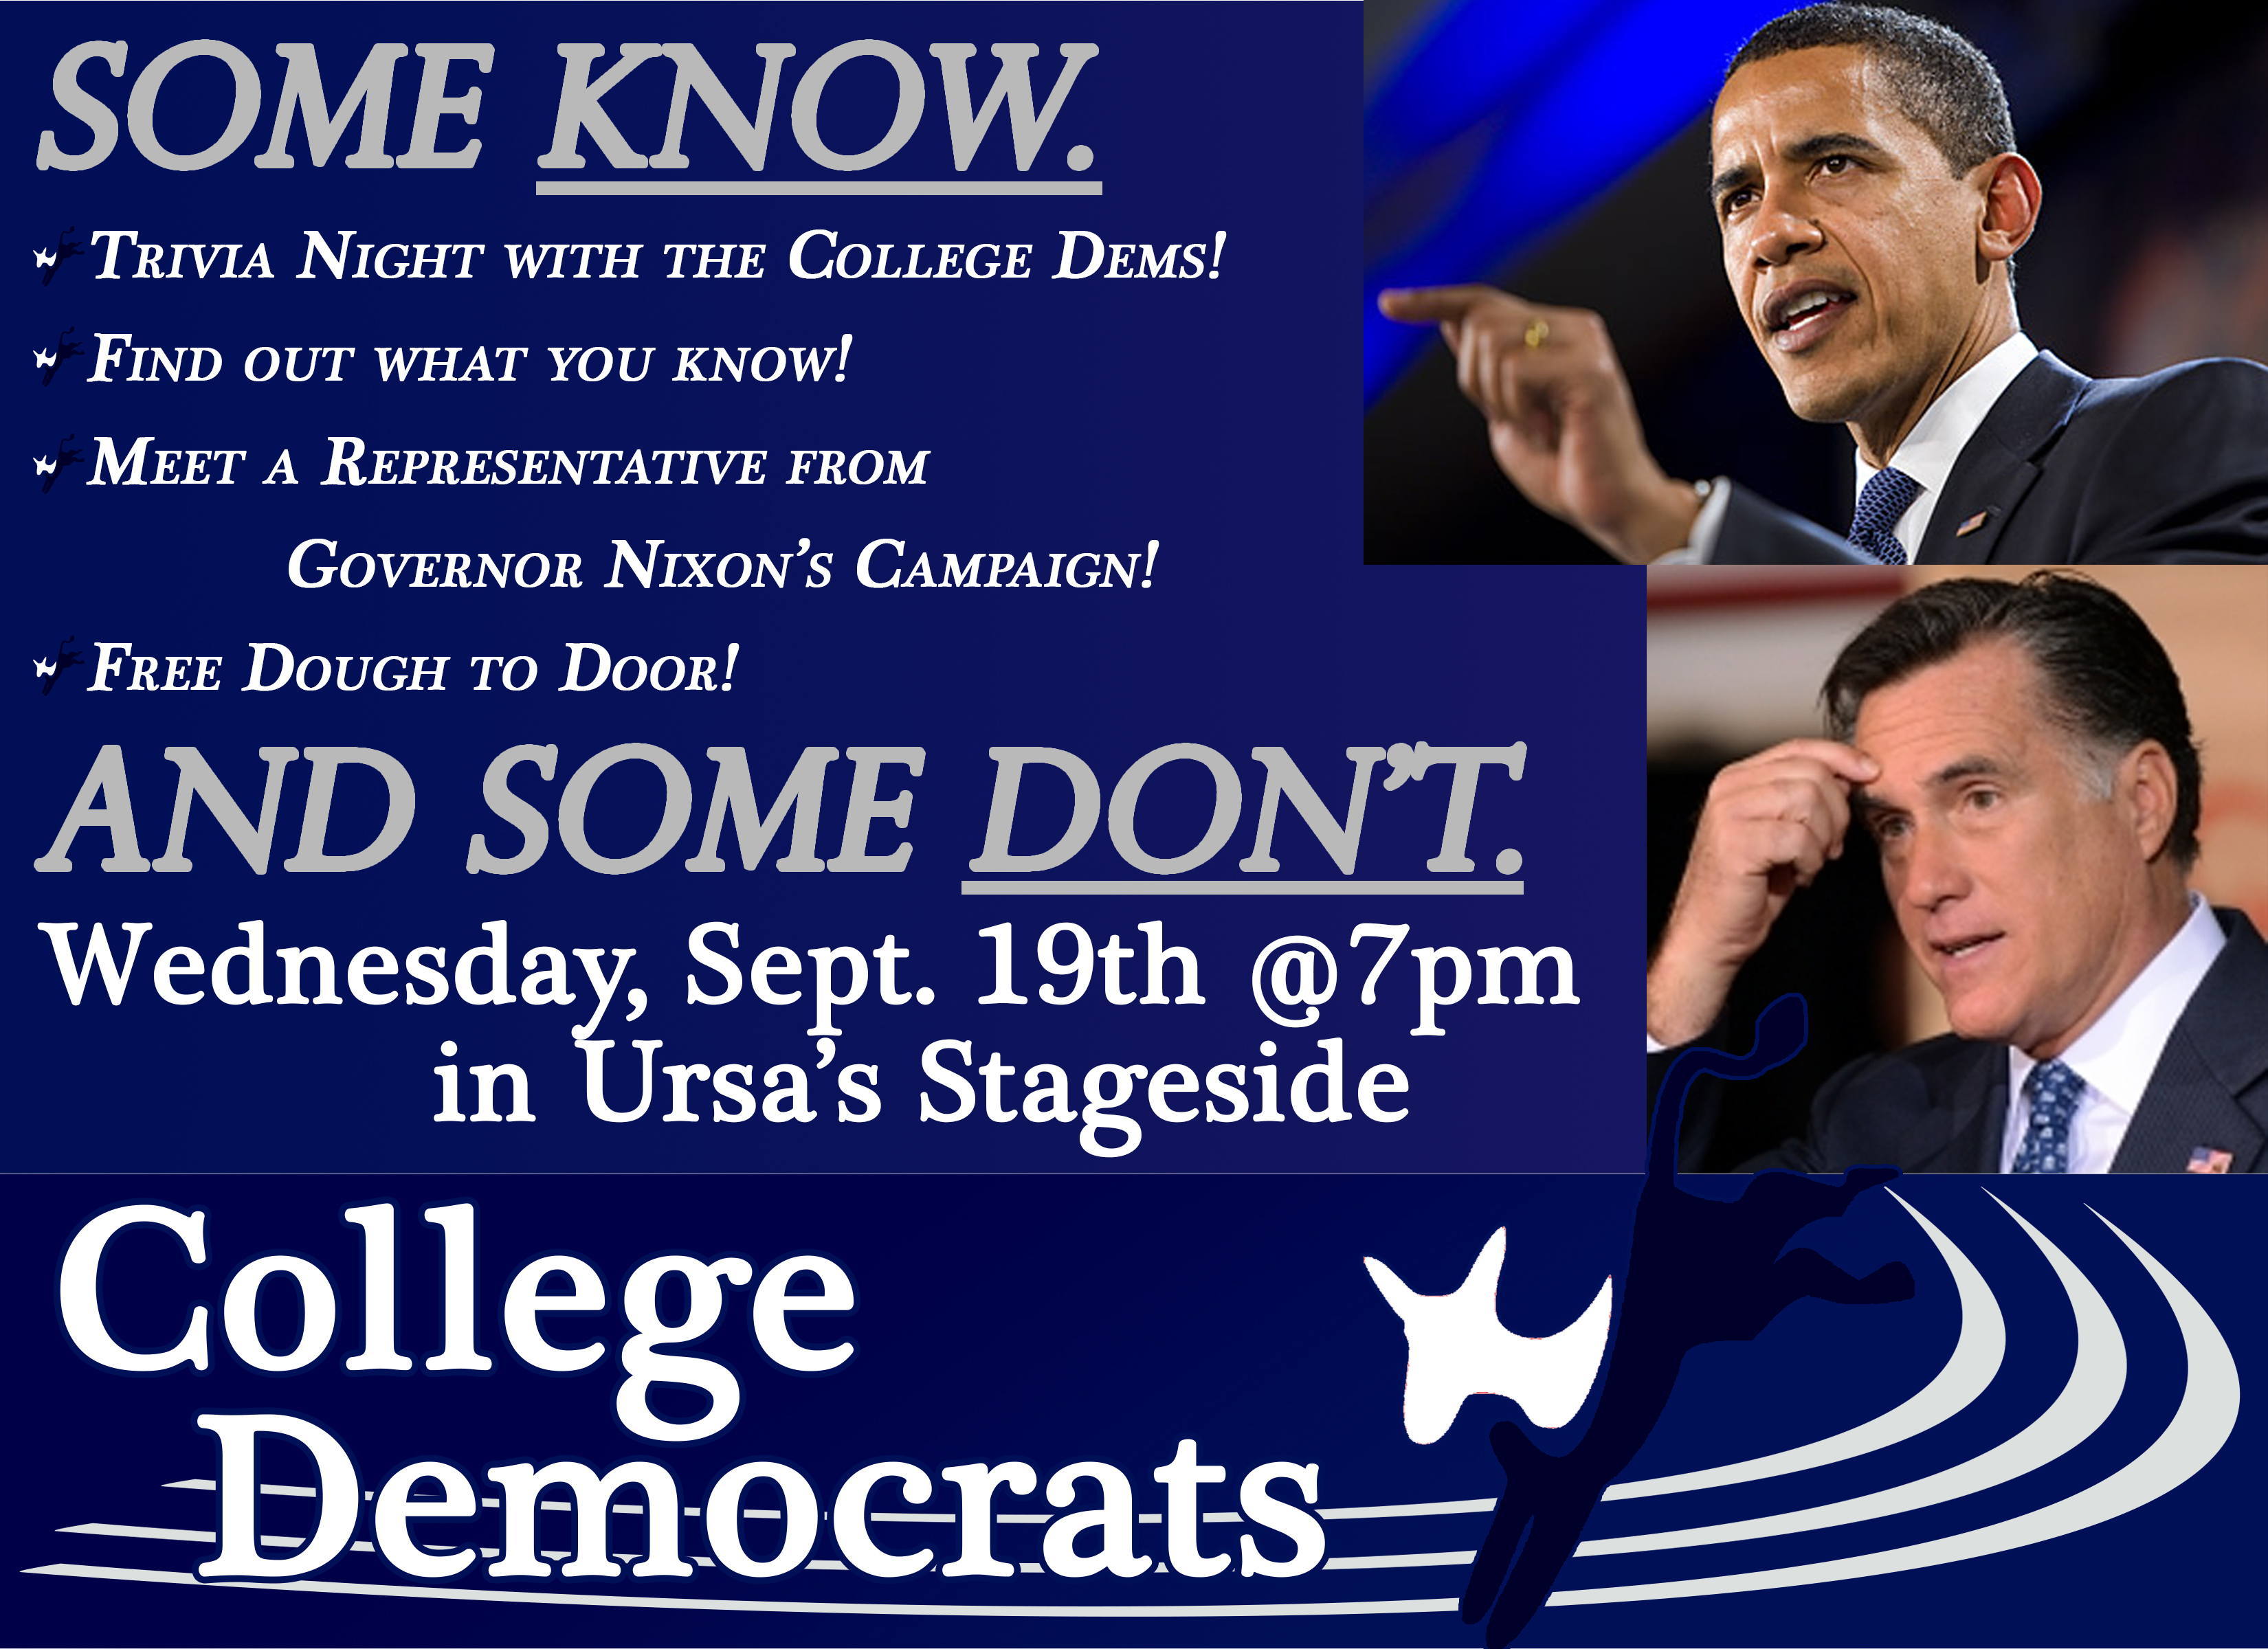 SOME KNOW.
TRIVIA NIGHT WITH THE COLLEGE DEMS!
FIND OUT WHAT YOU KNOW!
MEET A REPRESENTATIVE FROM
GOVERNOR NIXON'S CAMPAIGN!
FREE DOUGH TO DOOR!
AND SOME DON'T.
Wednesday, Sept. 19th @7pm
in Ursa's Stageside
College
Democrats